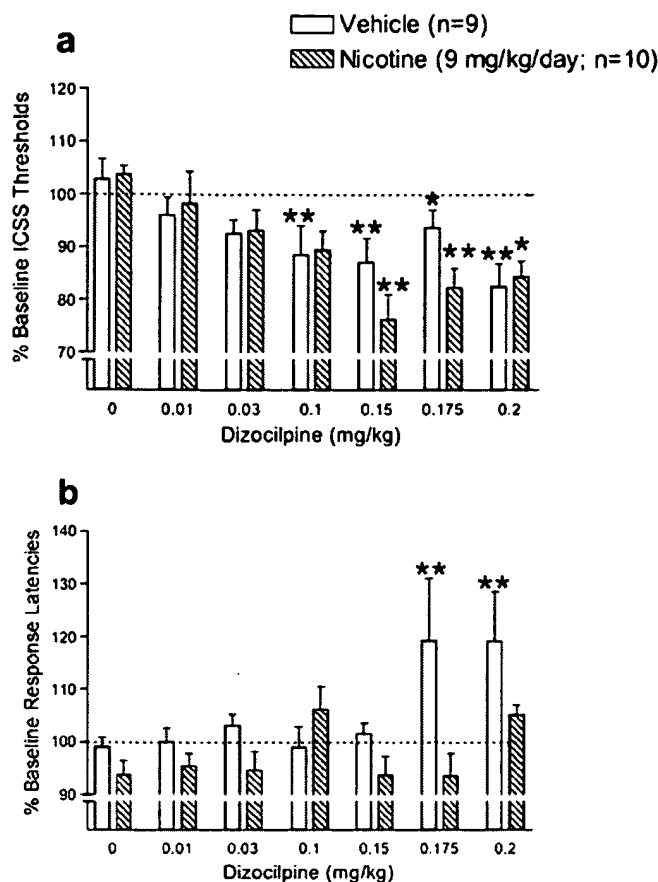 Vehicle (n=9)
Nicotine (9 mg/kg/day; n=10)
a
% Baseline ICSS Thresholds
120
110
100
90
80
70
** ** ** * ** ** *
0 0.01 0.03 0.1 0.15 0.175 0.2
Dizocilpine (mg/kg)
b
% Baseline Response Latencies
140
130
120
110
100
90
** **
0 0.01 0.03 0.1 0.15 0.175 0.2
Dizocilpine (mg/kg)